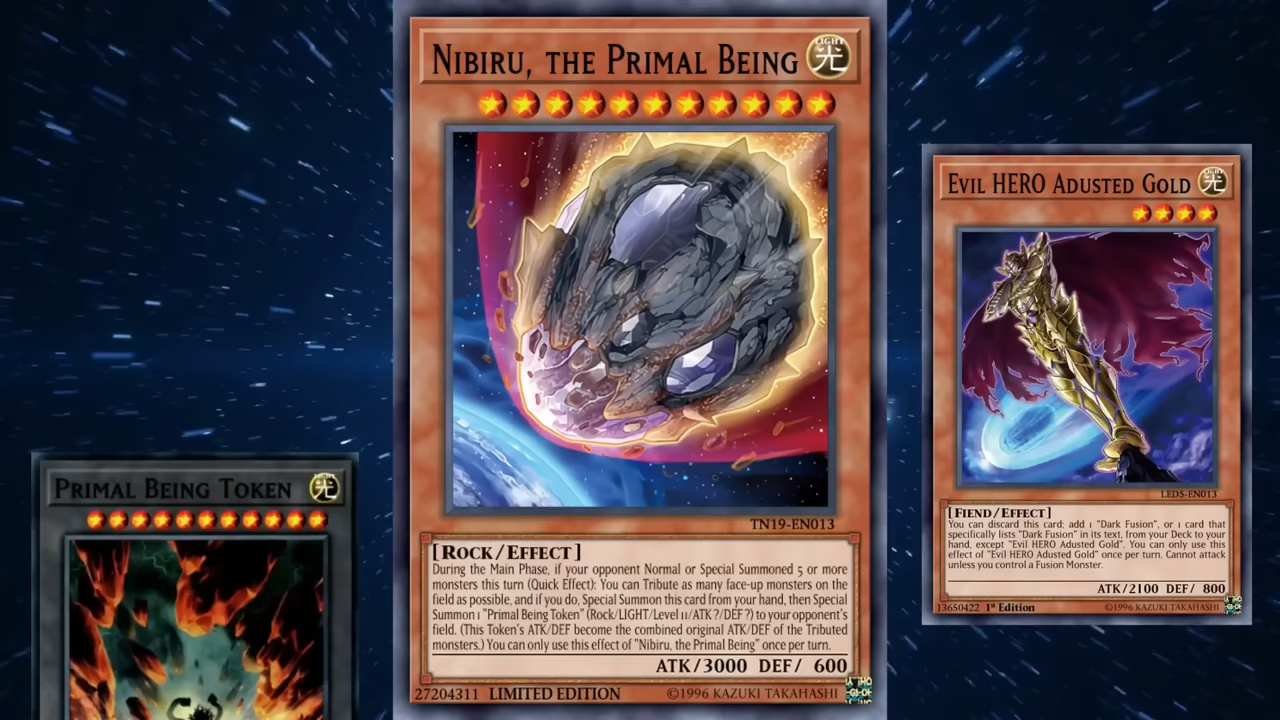 NIBIRU, THE PRIMAL BEING
LIGHT
光
TN19-EN013
[ROCK/EFFECT]
During the Main Phase, if your opponent Normal or Special Summoned 5 or more
monsters this turn (Quick Effect): You can Tribute as many face-up monsters on the
field as possible, and if you do, Special Summon this card from your hand, then Special
Summon 1 "Primal Being Token" (Rock/LIGHT/Level 11/ATK ?/DEF ?) to your opponent's
field. (This Token's ATK/DEF become the combined original ATK/DEF of the Tributed
monsters.) You can only use this effect of "Nibiru, the Primal Being" once per turn.
ATK/3000 DEF/ 600
27204311 LIMITED EDITION ©1996 KAZUKI TAKAHASHI
EVIL HERO ADUSTED GOLD
LIGHT
光
LED5-EN013
[FIEND/EFFECT]
You can discard this card; add 1 "Dark Fusion", or 1 card that
specifically lists "Dark Fusion" in its text, from your Deck to your
hand, except "Evil HERO Adusted Gold". You can only use this
effect of "Evil HERO Adusted Gold" once per turn. Cannot attack
unless you control a Fusion Monster.
ATK/2100 DEF/ 800
13650422 1st Edition ©1996 KAZUKI TAKAHASHI
PRIMAL BEING TOKEN
光